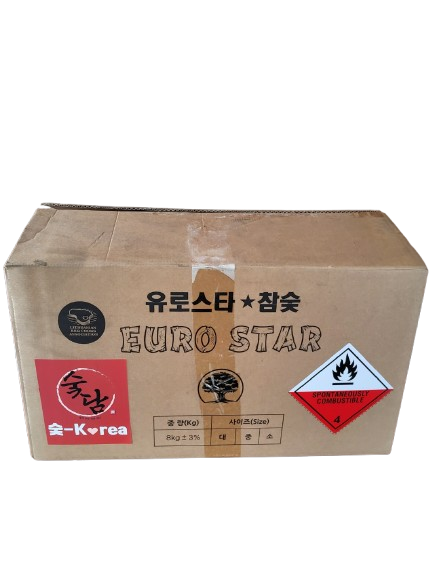 유로스타★참숯
EURO STAR
숯담
숯-K♥rea
중 량(Kg) 사이즈(Size)
8kg ± 3% 대 중 소
SPONTANEOUSLY
COMBUSTIBLE
4